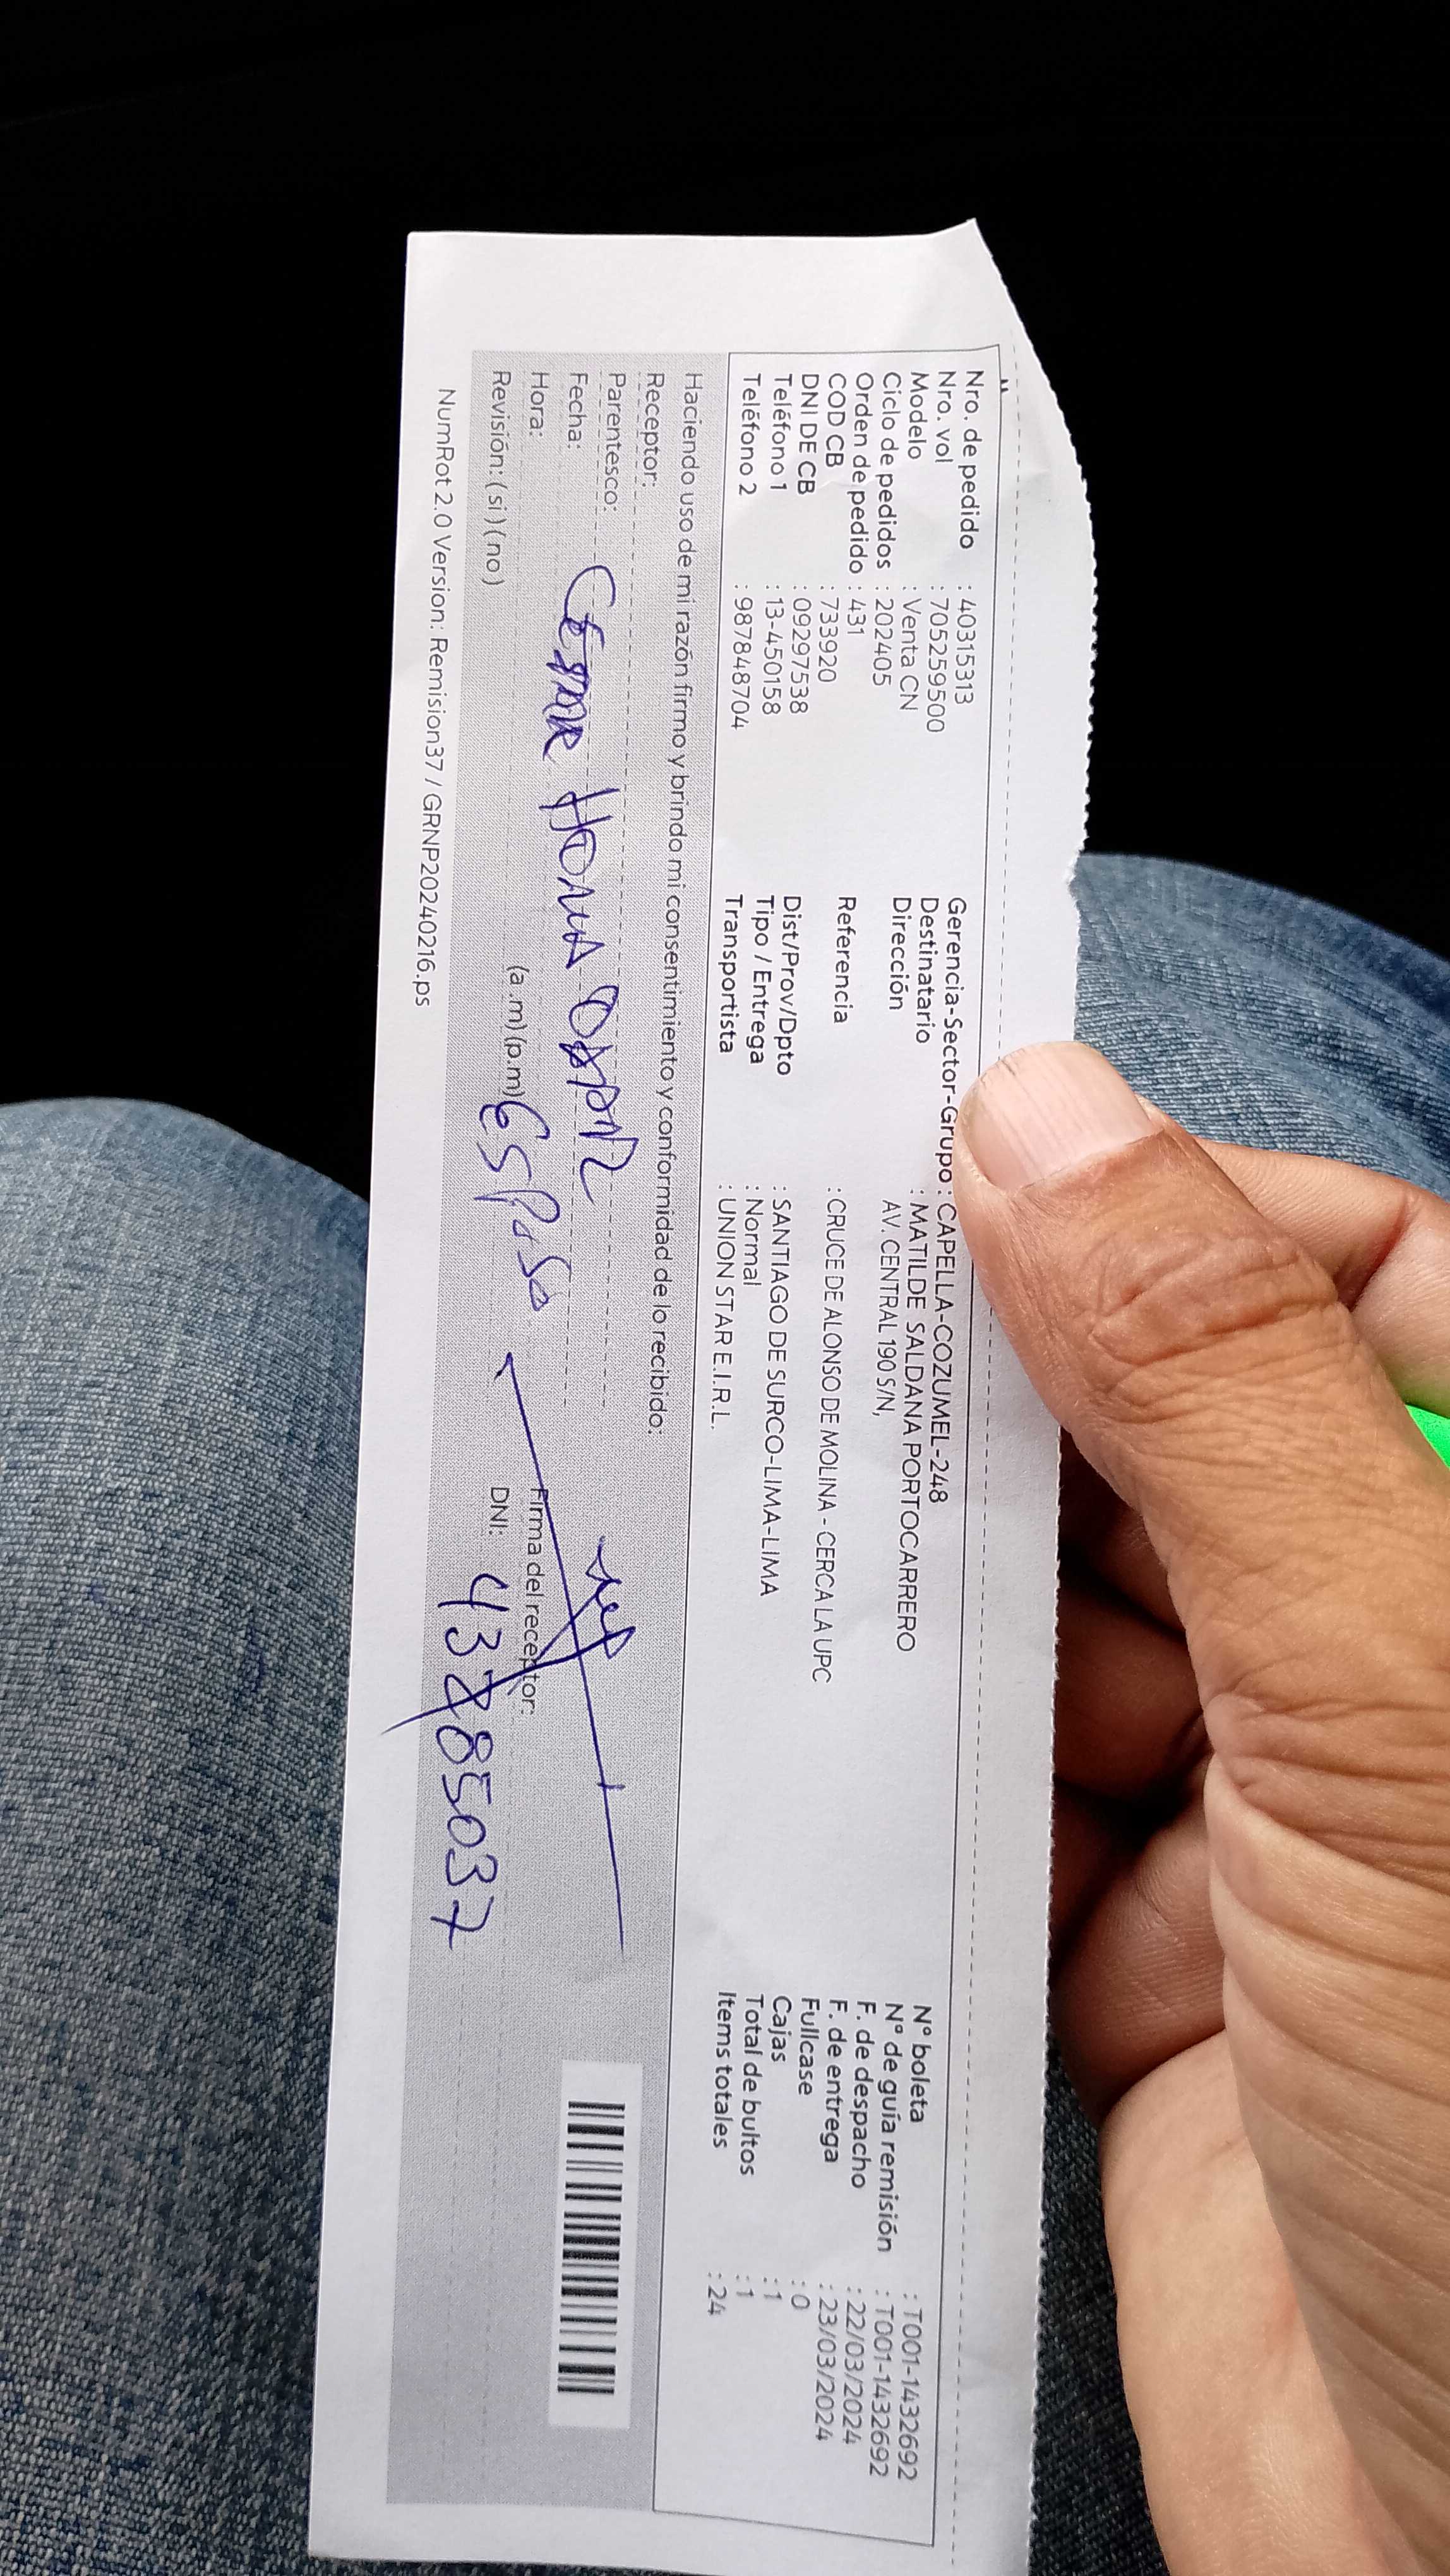 Nro. de pedido : 40315313
Nro. vol : 705259500
Modelo : Venta CN
Ciclo de pedidos : 202405
Orden de pedido : 431
COD CB : 733920
DNI DE CB : 09297538
Teléfono 1 : 13-450158
Teléfono 2 : 987848704
Gerencia-Sector-Grupo : CAPELLA-COZUMEL-248
Destinatario : MATILDE SALDANA PORTOCARRERO
Dirección AV. CENTRAL 190 S/N,
Referencia : CRUCE DE ALONSO DE MOLINA - CERCA LA UPC
Dist/Prov/Dpto : SANTIAGO DE SURCO-LIMA-LIMA
Tipo / Entrega : Normal
Transportista : UNION STAR E.I.R.L.
N° boleta : T001-1432692
N° de guía remisión : T001-1432692
F. de despacho : 22/03/2024
F. de entrega : 23/03/2024
Fullcase : 0
Cajas : 1
Total de bultos : 1
Items totales : 24
Haciendo uso de mi razón firmo y brindo mi consentimiento y conformidad de lo recibido:
Receptor:
Parentesco:
Fecha:
Hora: (a.m)(p.m)
Revisión: (si)(no)
ESPOSO
Firma del receptor:
DNI: 43285037
NumRot 2.0 Version: Remision37 / GRNP20240216.ps